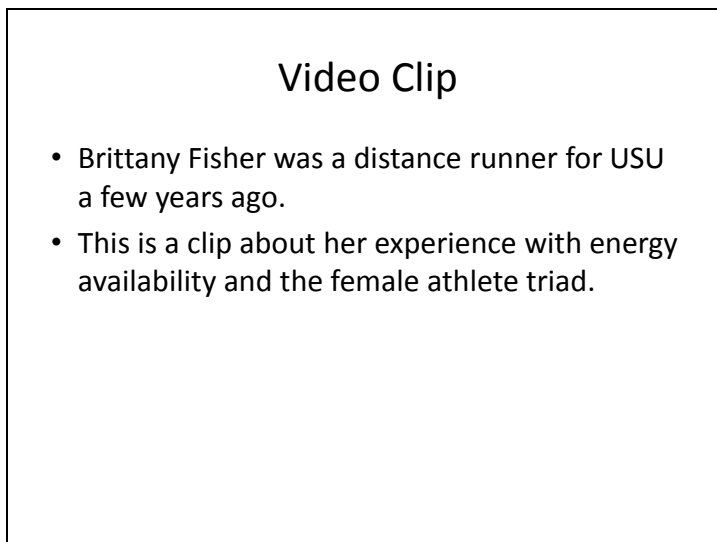 Video Clip
• Brittany Fisher was a distance runner for USU
a few years ago.
• This is a clip about her experience with energy
availability and the female athlete triad.